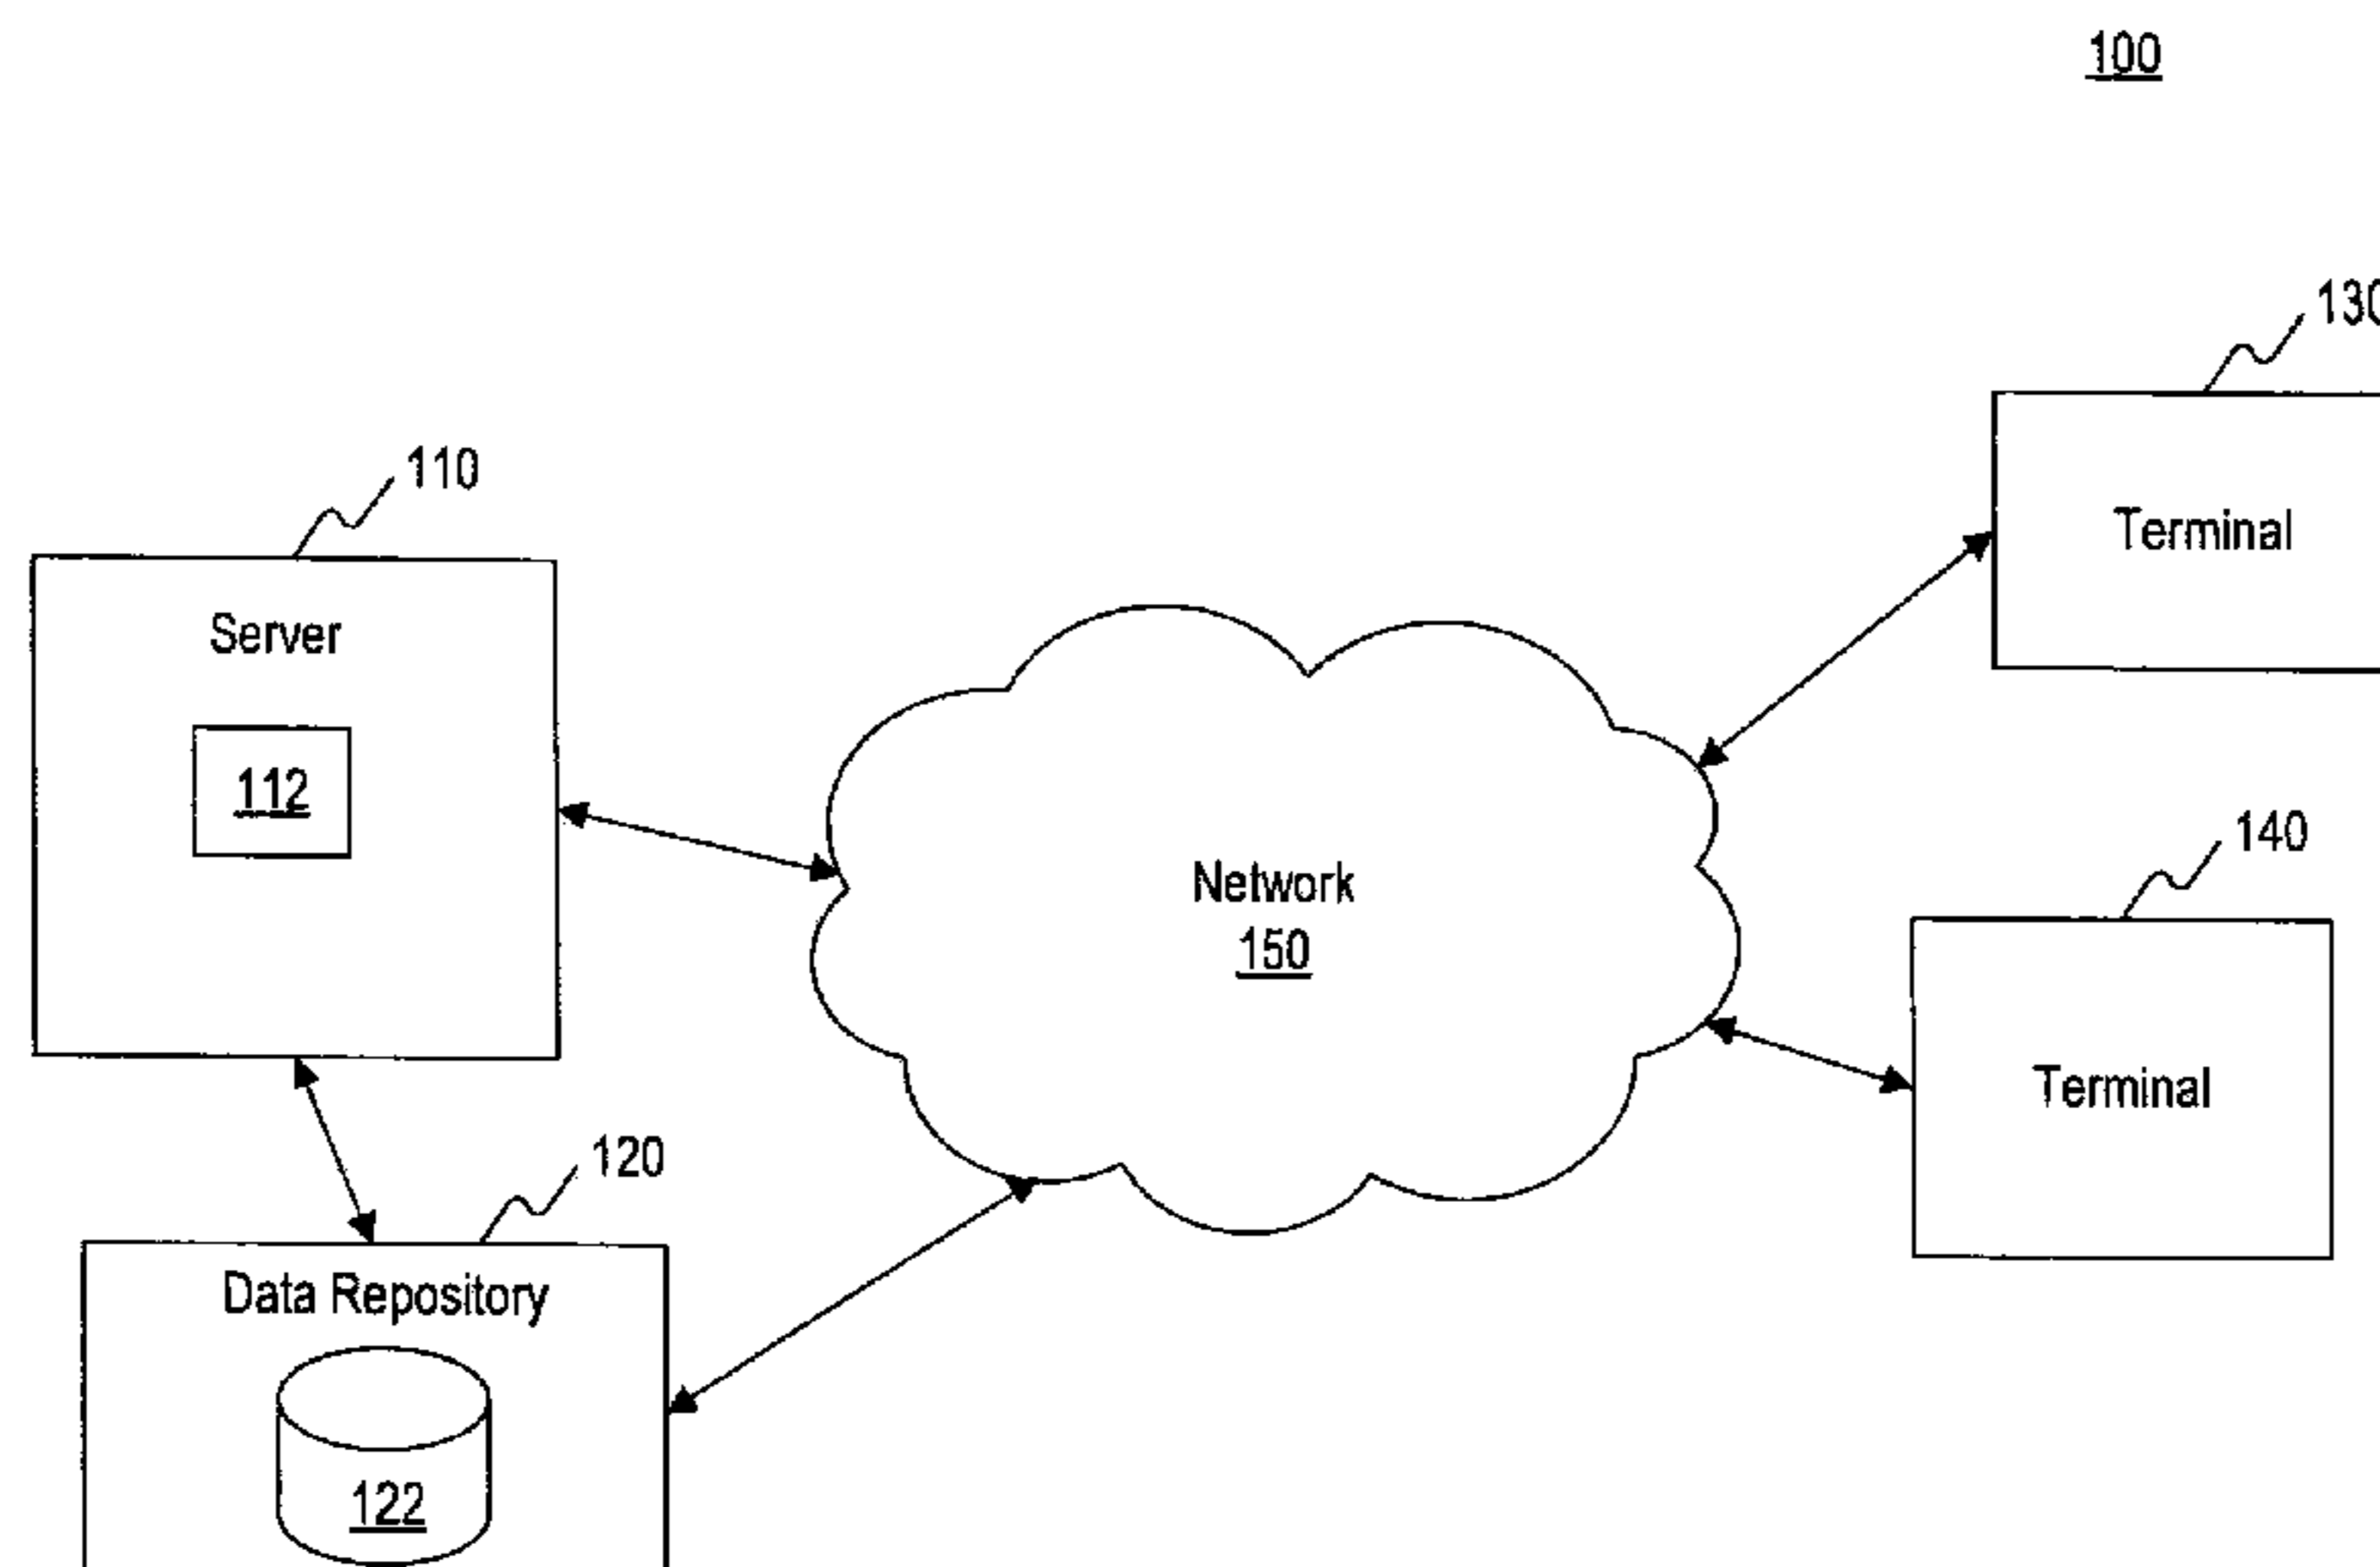 100
130
110
Terminal
Server
112
140
Network
150
Terminal
120
Data Repository
122